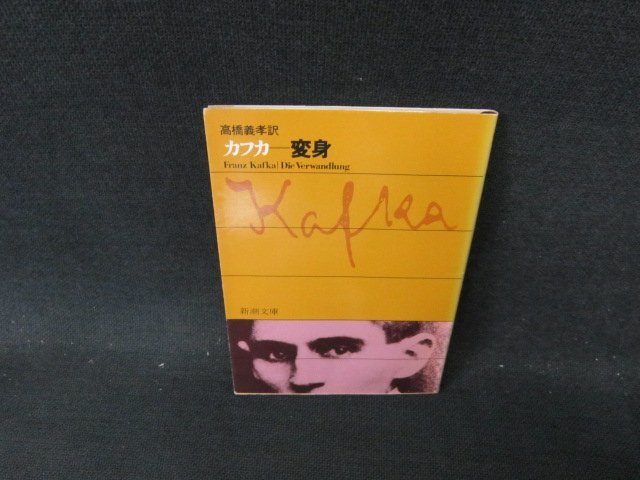 高橋義孝訳
カフカ—変身
Franz Kafka | Die Verwandlung
Kafka
新潮文庫